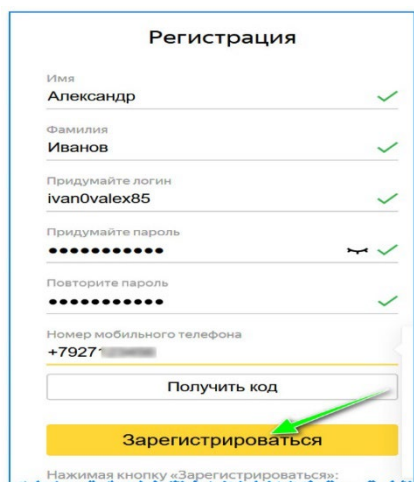 Регистрация
Имя
Александр
Фамилия
Иванов
Придумайте логин
ivan0valex85
Придумайте пароль
●●●●●●●●●●●
Повторите пароль
●●●●●●●●●●●
Номер мобильного телефона
+7927
Получить код
Зарегистрироваться
Нажимая кнопку «Зарегистрироваться»: